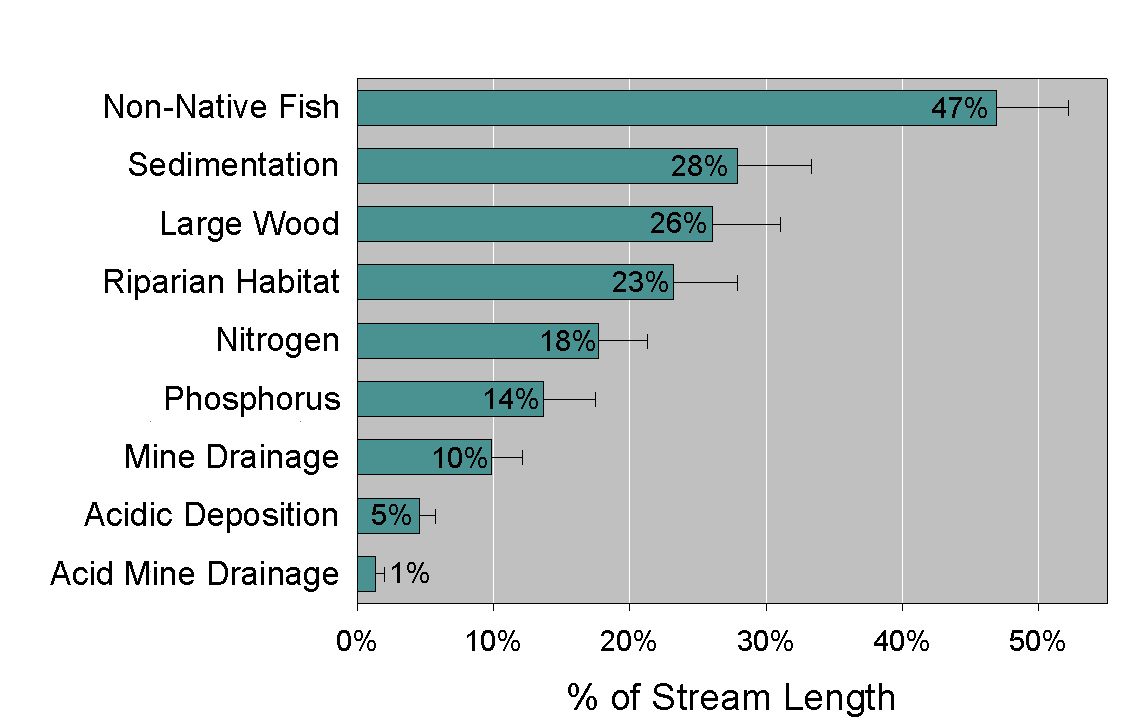 Non-Native Fish 47%
Sedimentation 28%
Large Wood 26%
Riparian Habitat 23%
Nitrogen 18%
Phosphorus 14%
Mine Drainage 10%
Acidic Deposition 5%
Acid Mine Drainage 1%
0% 10% 20% 30% 40% 50%
% of Stream Length